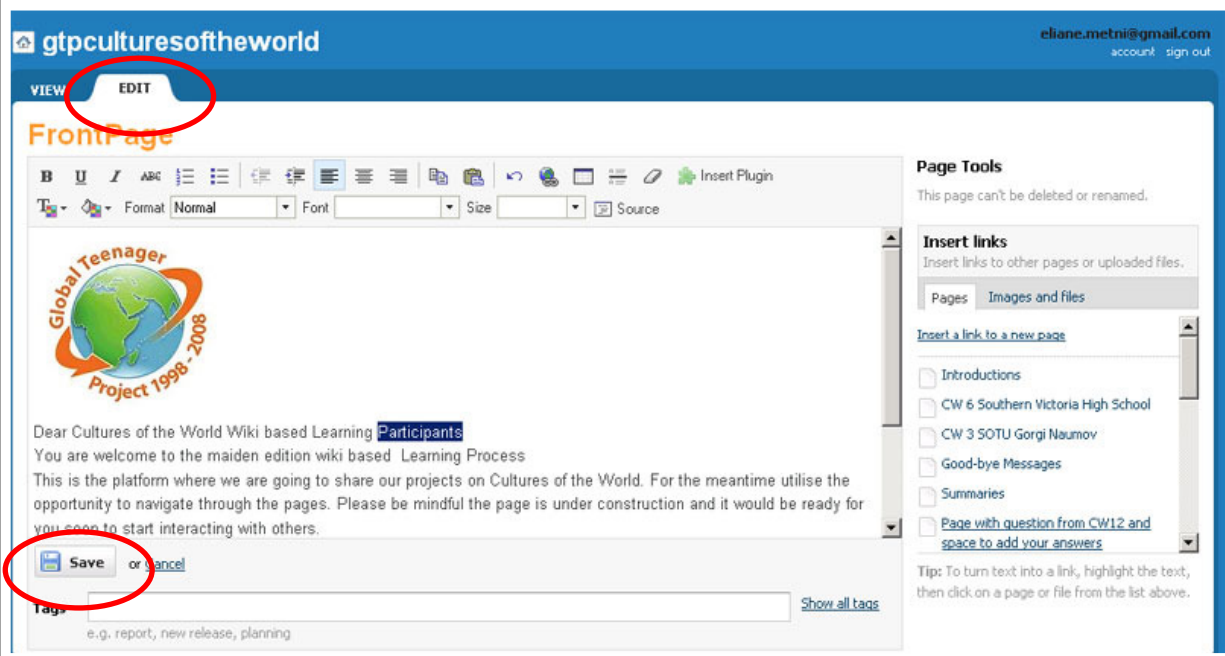 gtpculturesoftheworld
eliane.metni@gmail.com
account sign out
VIEW EDIT
FrontPage
B U I ABC Insert Plugin
Format Normal Font Size Source
Global Teenager
Project 1998 - 2008
Dear Cultures of the World Wiki based Learning Participants
You are welcome to the maiden edition wiki based Learning Process
This is the platform where we are going to share our projects on Cultures of the World. For the meantime utilise the
opportunity to navigate through the pages. Please be mindful the page is under construction and it would be ready for
you soon to start interacting with others.
Save or Cancel
Tags Show all tags
e.g. report, new release, planning
Page Tools
This page can't be deleted or renamed.
Insert links
Insert links to other pages or uploaded files.
Pages Images and files
Insert a link to a new page
Introductions
CW 6 Southern Victoria High School
CW 3 SOTU Gorgi Naumov
Good-bye Messages
Summaries
Page with question from CW12 and
space to add your answers
Tip: To turn text into a link, highlight the text,
then click on a page or file from the list above.